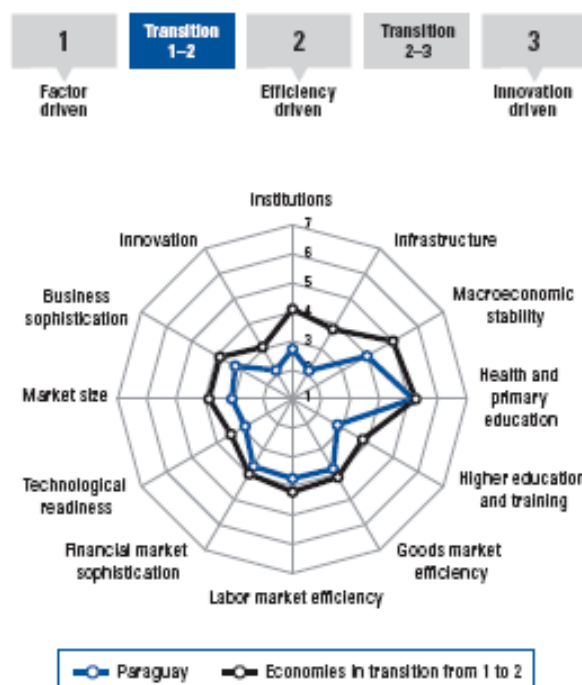 1
Transition
1–2
2
Transition
2–3
3
Factor
driven
Efficiency
driven
Innovation
driven
Institutions
7
6
5
4
3
2
1
Innovation
Infrastructure
Business
sophistication
Macroeconomic
stability
Market size
Health and
primary
education
Technological
readiness
Higher education
and training
Financial market
sophistication
Goods market
efficiency
Labor market efficiency
Paraguay
Economies in transition from 1 to 2